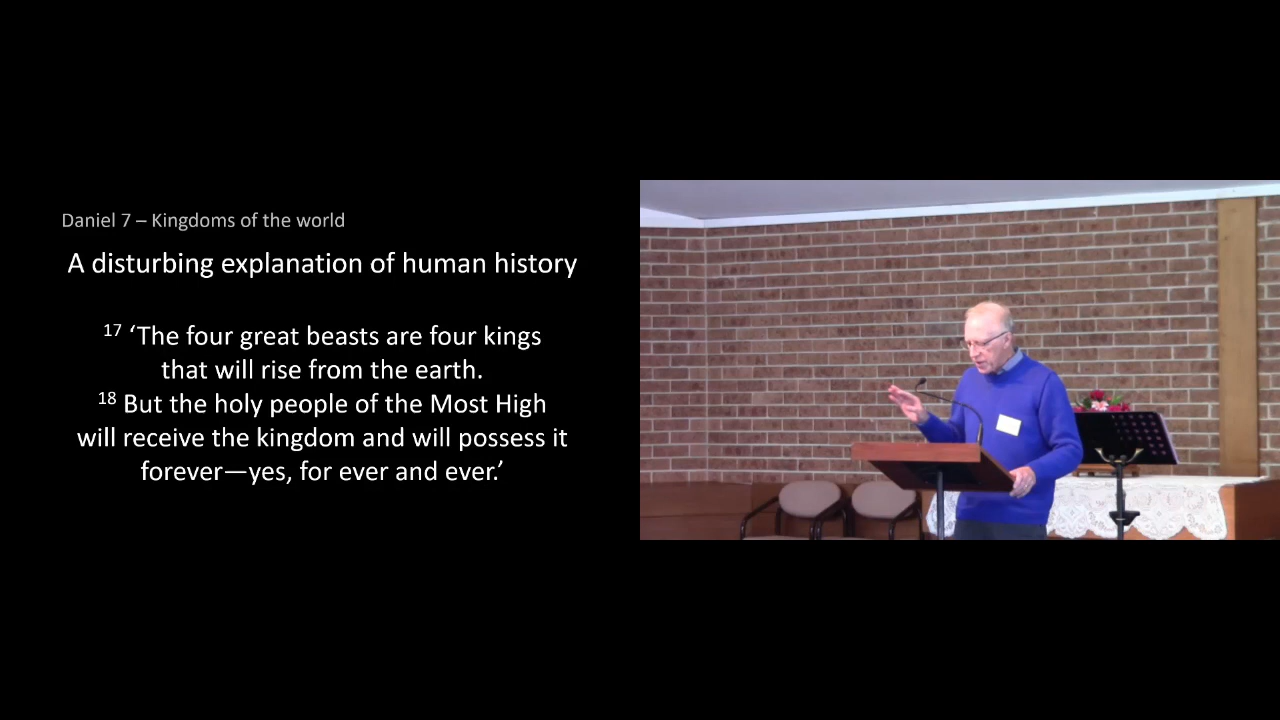 Daniel 7 – Kingdoms of the world
A disturbing explanation of human history
17 ‘The four great beasts are four kings
that will rise from the earth.
18 But the holy people of the Most High
will receive the kingdom and will possess it
forever—yes, for ever and ever.’